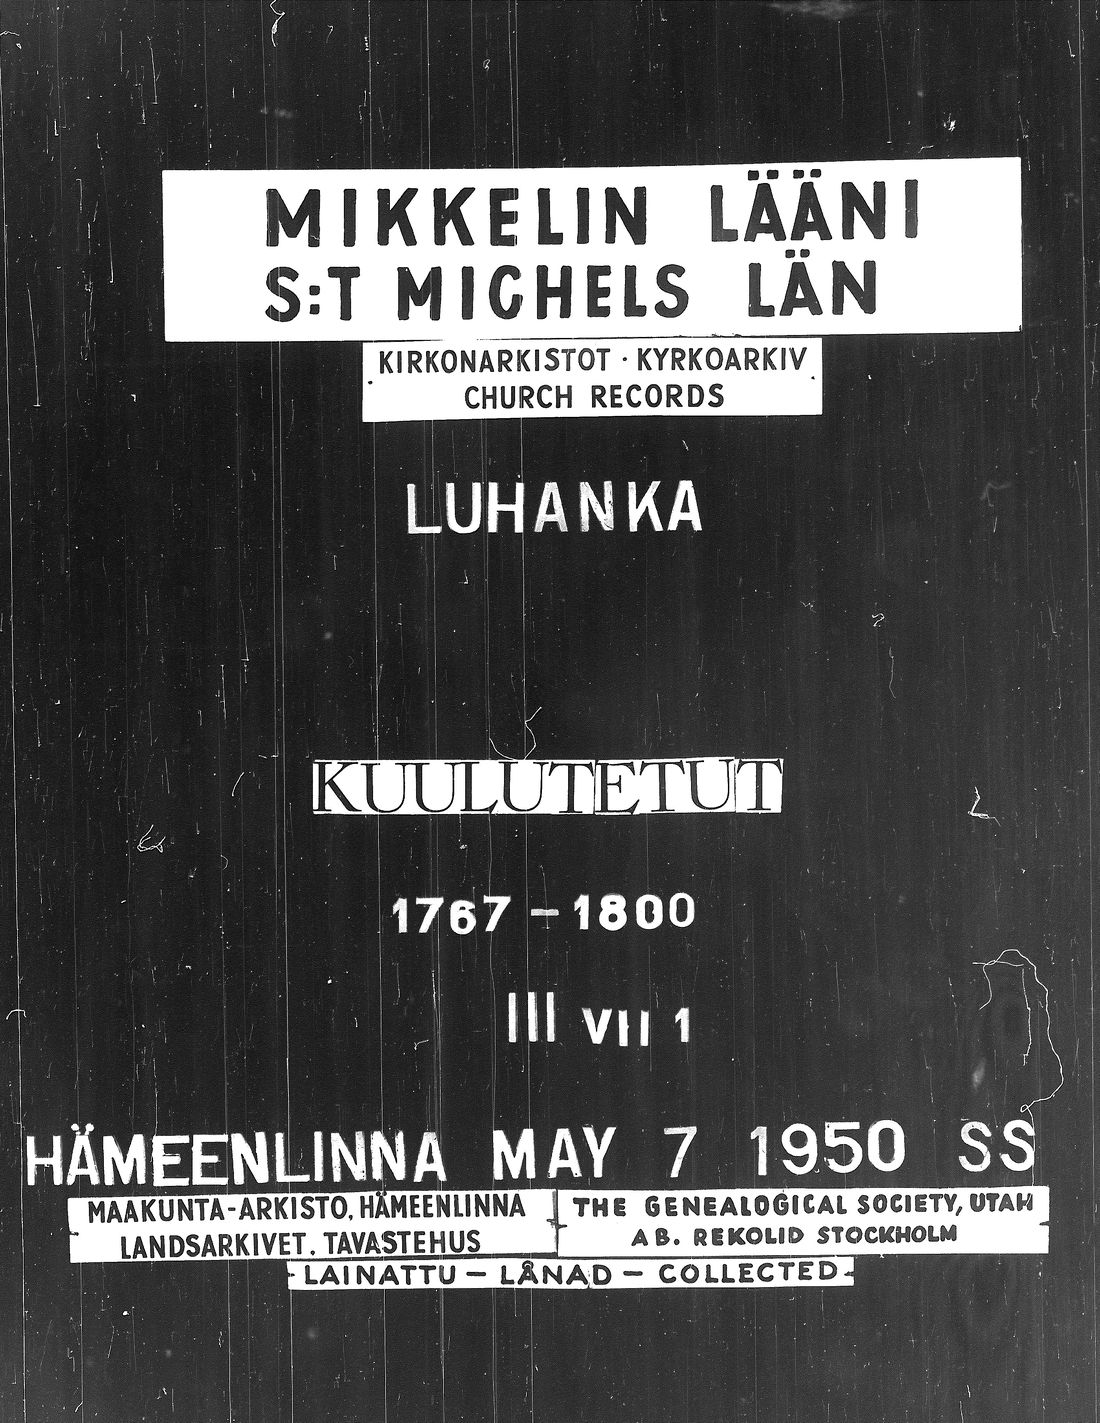 MIKKELIN LÄÄNI
S:T MICHELS LÄN
KIRKONARKISTOT · KYRKOARKIV
CHURCH RECORDS
LUHANKA
KUULUTETUT
1767 – 1800
III VII 1
HÄMEENLINNA MAY 7 1950 SS
MAAKUNTA-ARKISTO, HÄMEENLINNA
LANDSARKIVET. TAVASTEHUS
THE GENEALOGICAL SOCIETY, UTAH
AB. REKOLID STOCKHOLM
LAINATTU – LÅNAD – COLLECTED